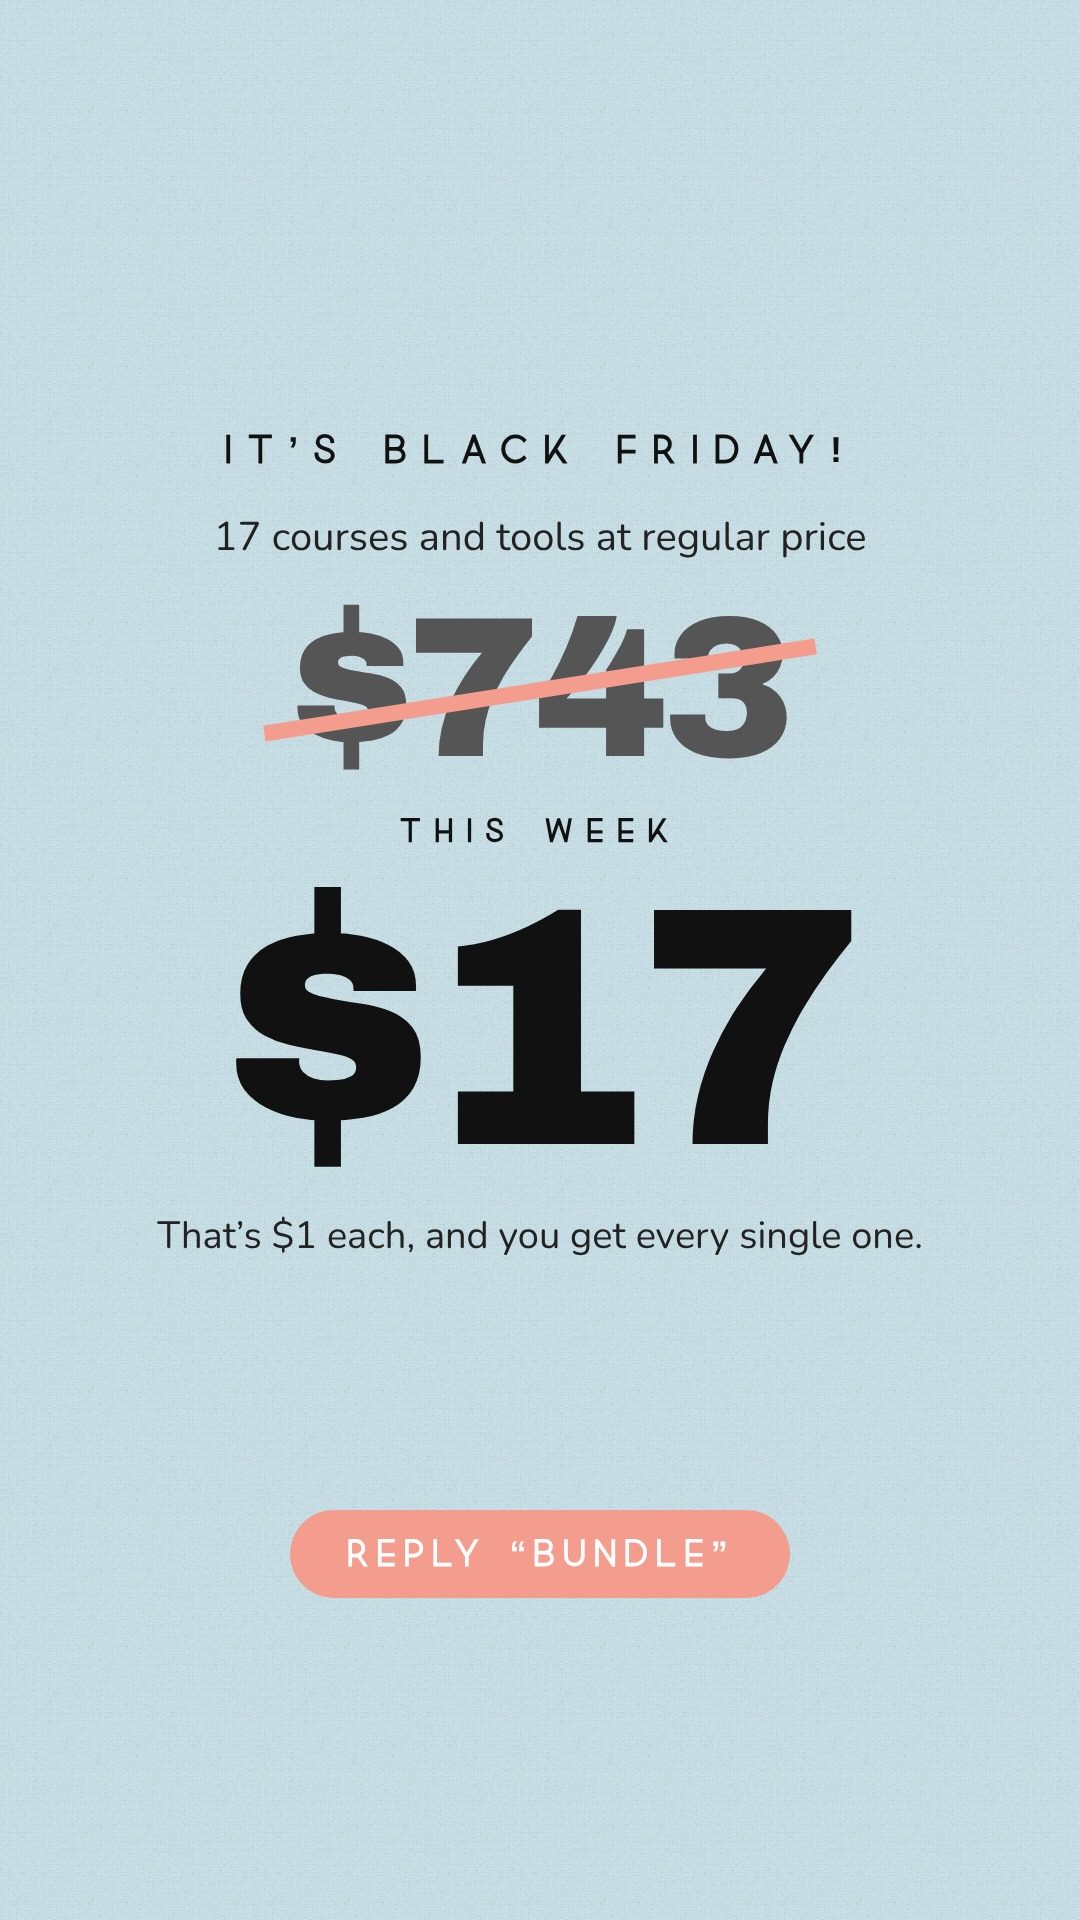 IT’S BLACK FRIDAY!
17 courses and tools at regular price
$743
THIS WEEK
$17
That’s $1 each, and you get every single one.
REPLY “BUNDLE”